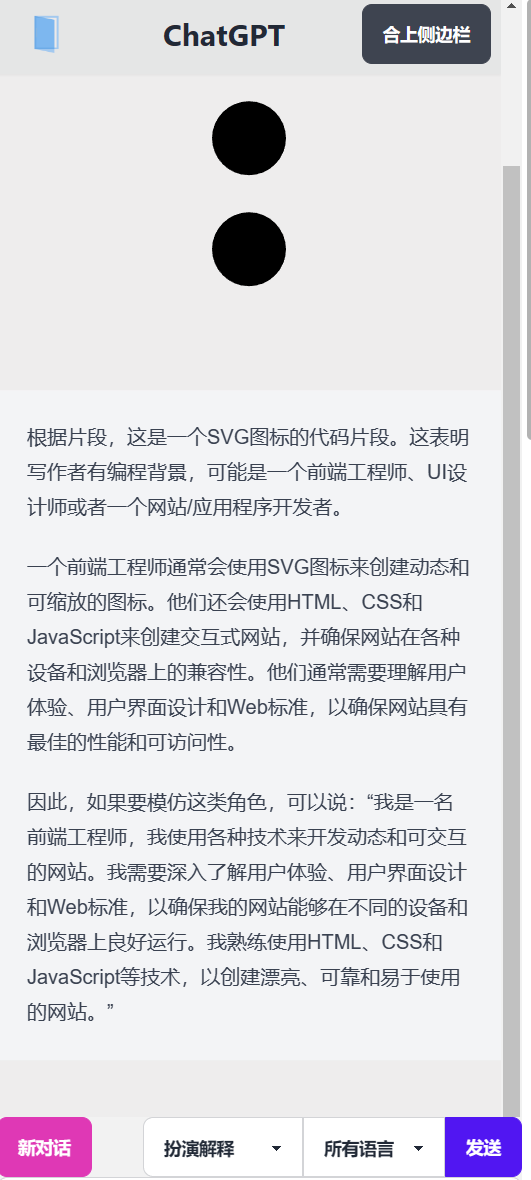 ChatGPT
合上侧边栏
根据片段，这是一个SVG图标的代码片段。这表明
写作者有编程背景，可能是一个前端工程师、UI设
计师或者一个网站/应用程序开发者。
一个前端工程师通常会使用SVG图标来创建动态和
可缩放的图标。他们还会使用HTML、CSS和
JavaScript来创建交互式网站，并确保网站在各种
设备和浏览器上的兼容性。他们通常需要理解用户
体验、用户界面设计和Web标准，以确保网站具有
最佳的性能和可访问性。
因此，如果要模仿这类角色，可以说：“我是一名
前端工程师，我使用各种技术来开发动态和可交互
的网站。我需要深入了解用户体验、用户界面设计
和Web标准，以确保我的网站能够在不同的设备和
浏览器上良好运行。我熟练使用HTML、CSS和
JavaScript等技术，以创建漂亮、可靠和易于使用
的网站。”
新对话
扮演解释
所有语言
发送